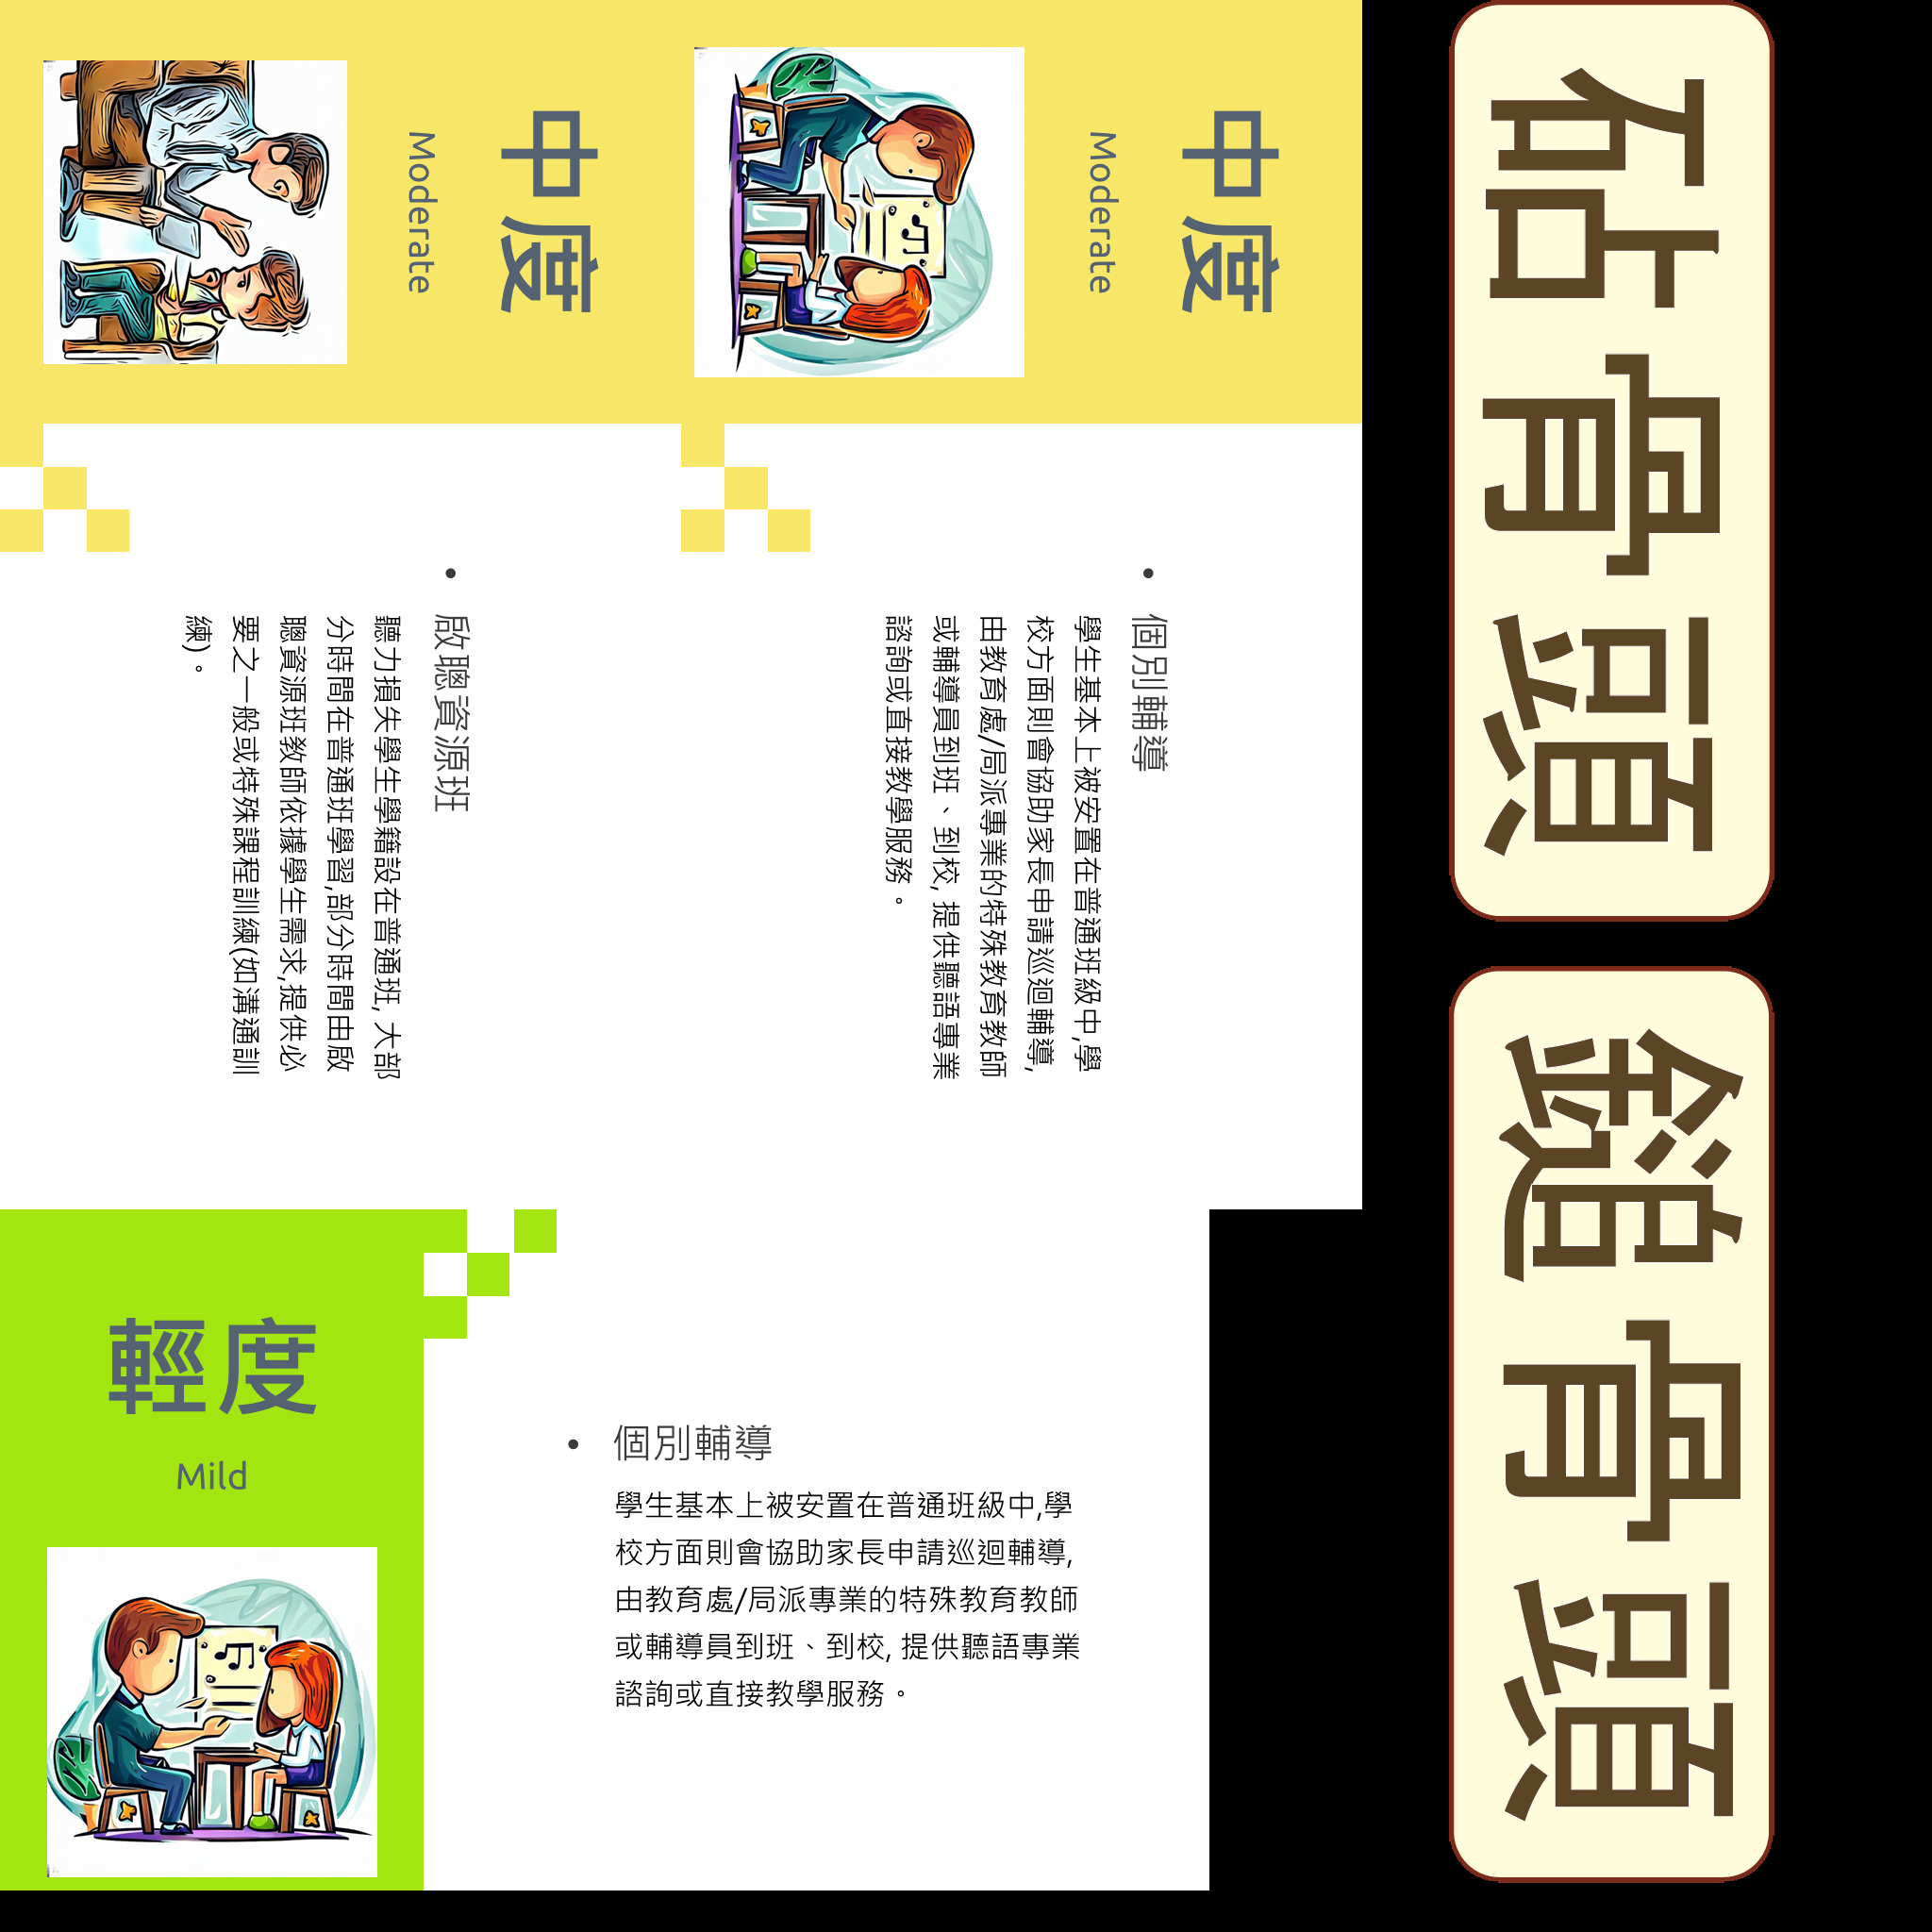 中度
Moderate
• 啟聰資源班
聽力損失學生學籍設在普通班, 大部
分時間在普通班學習,部分時間由啟
聰資源班教師依據學生需求,提供必
要之一般或特殊課程訓練(如溝通訓
練)。
中度
Moderate
• 個別輔導
學生基本上被安置在普通班級中,學
校方面則會協助家長申請巡迴輔導,
由教育處/局派專業的特殊教育教師
或輔導員到班、到校, 提供聽語專業
諮詢或直接教學服務。
輕度
Mild
• 個別輔導
學生基本上被安置在普通班級中,學
校方面則會協助家長申請巡迴輔導,
由教育處/局派專業的特殊教育教師
或輔導員到班、到校, 提供聽語專業
諮詢或直接教學服務。
砧骨頭
鎚骨頭